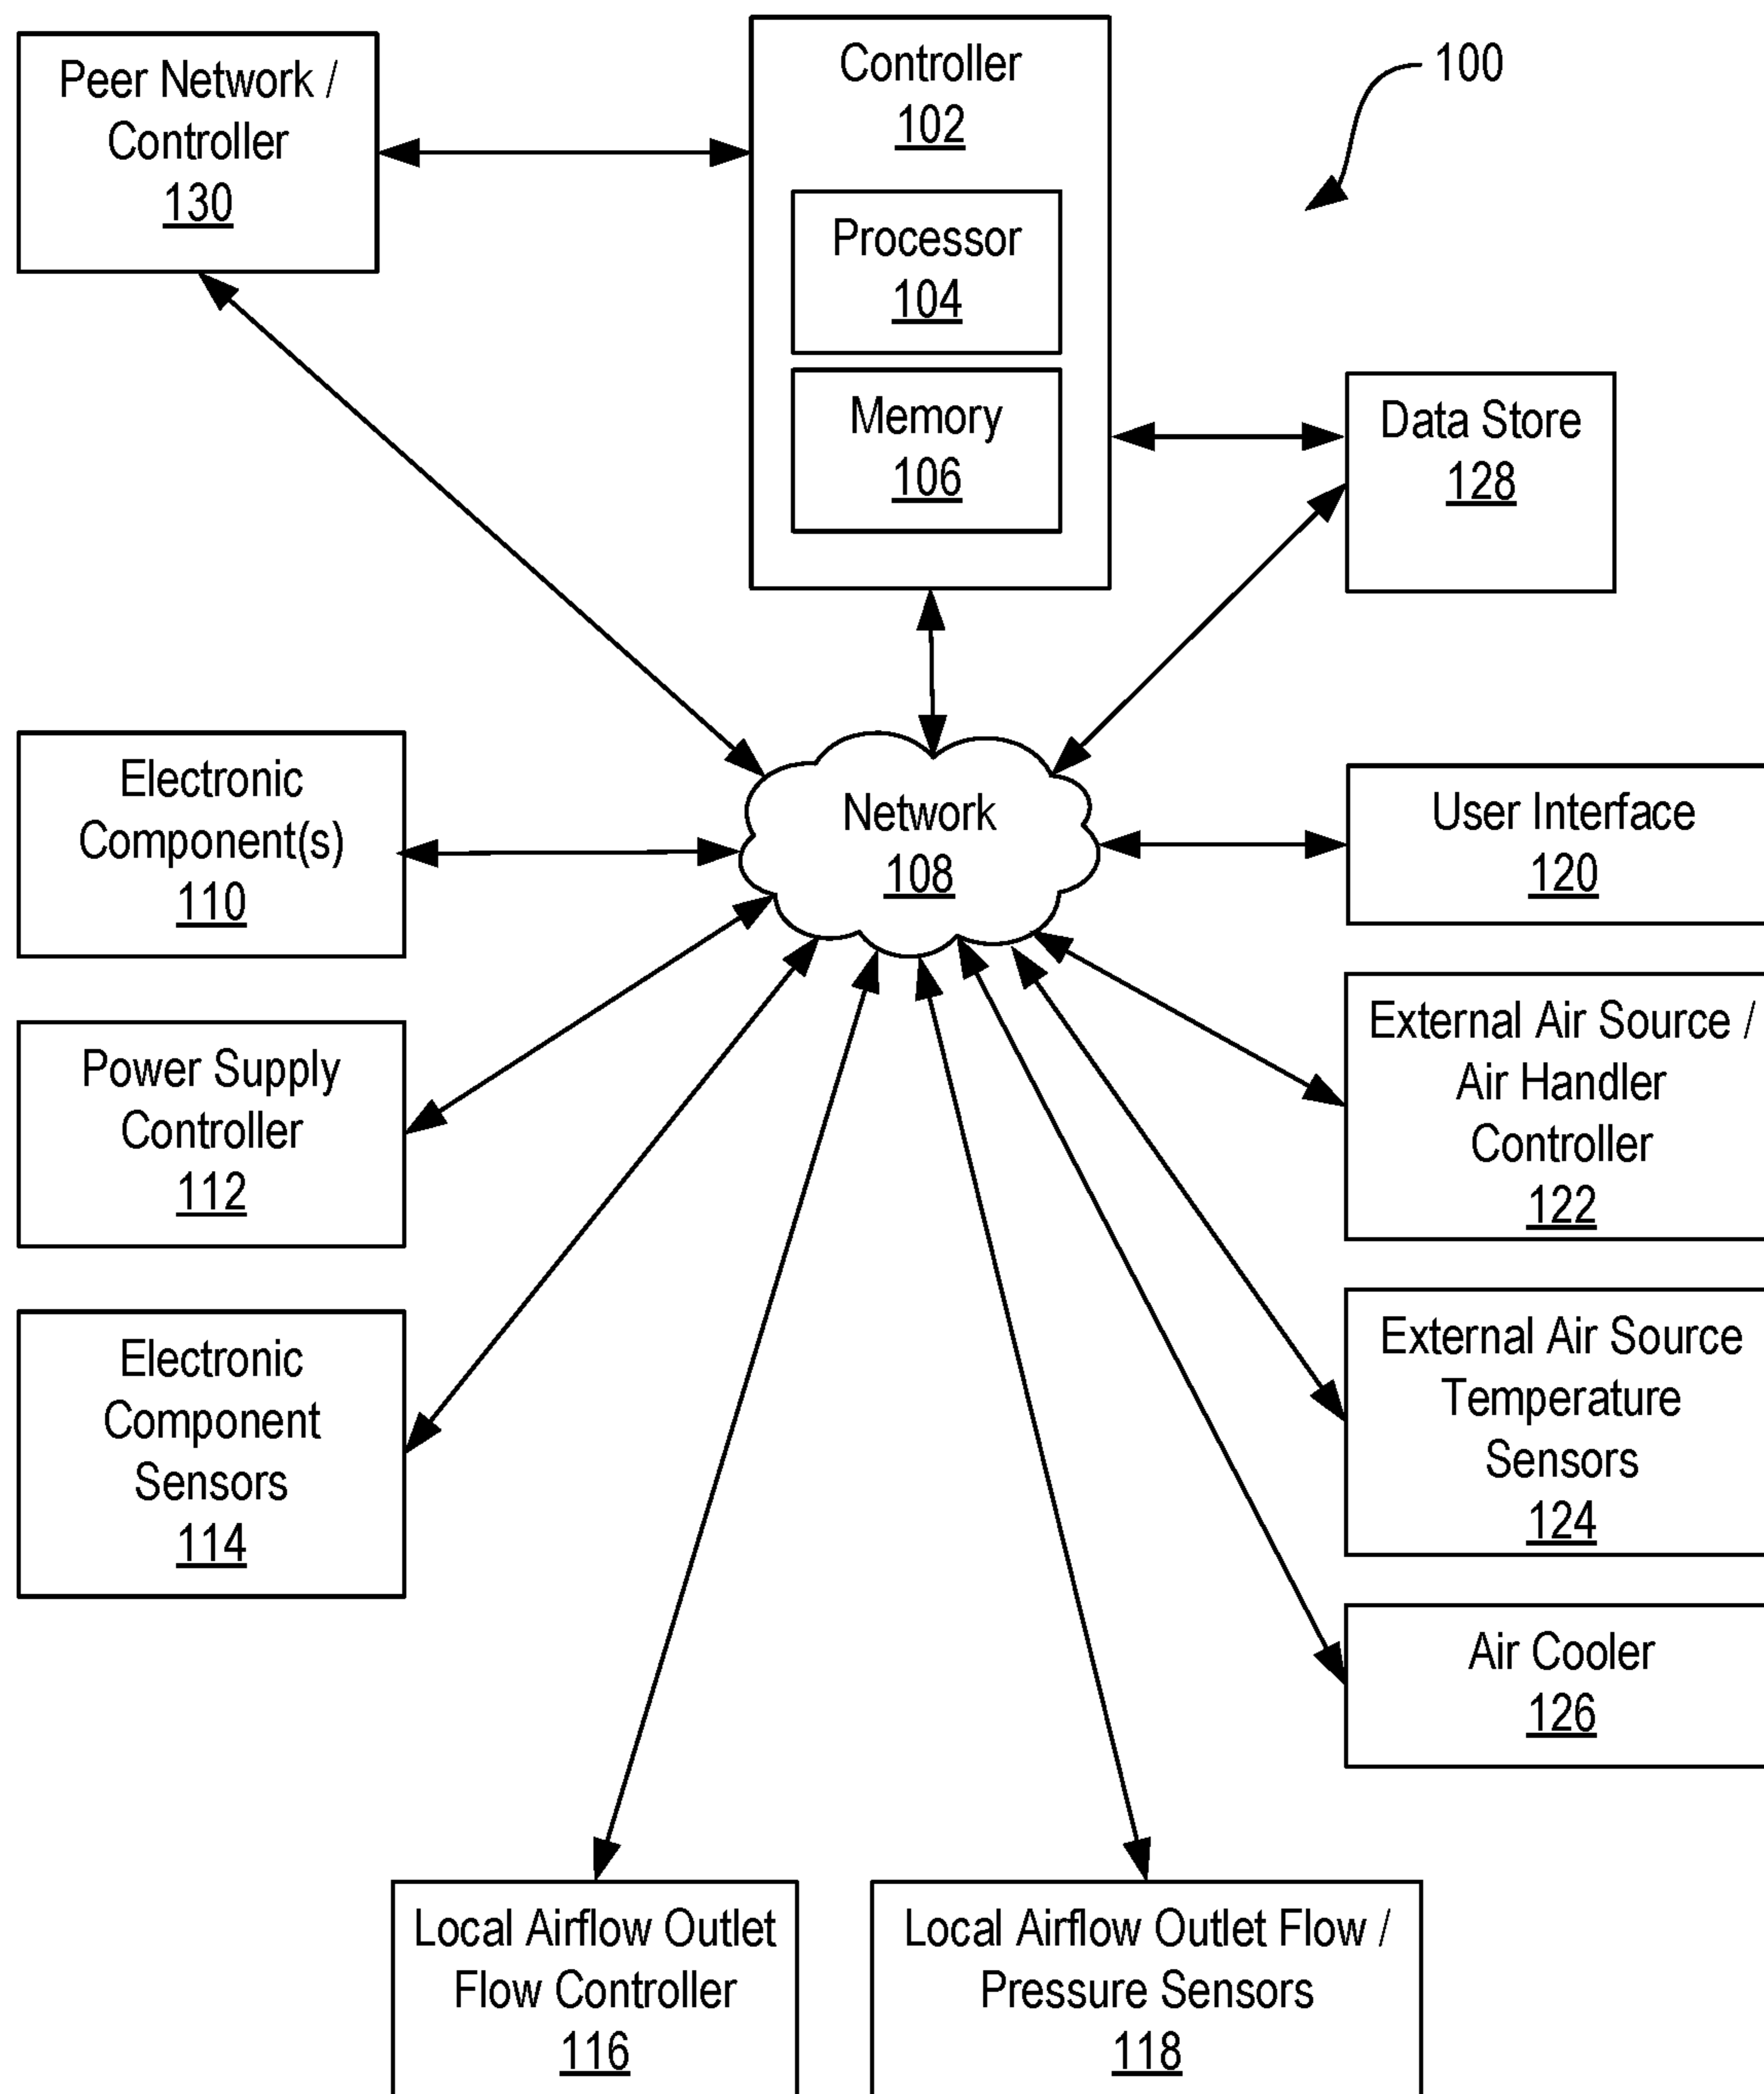 Peer Network /
Controller
130
Controller
102
100
Processor
104
Memory
106
Data Store
128
Electronic
Component(s)
110
Network
108
User Interface
120
Power Supply
Controller
112
External Air Source /
Air Handler
Controller
122
Electronic
Component
Sensors
114
External Air Source
Temperature
Sensors
124
Air Cooler
126
Local Airflow Outlet
Flow Controller
116
Local Airflow Outlet Flow /
Pressure Sensors
118